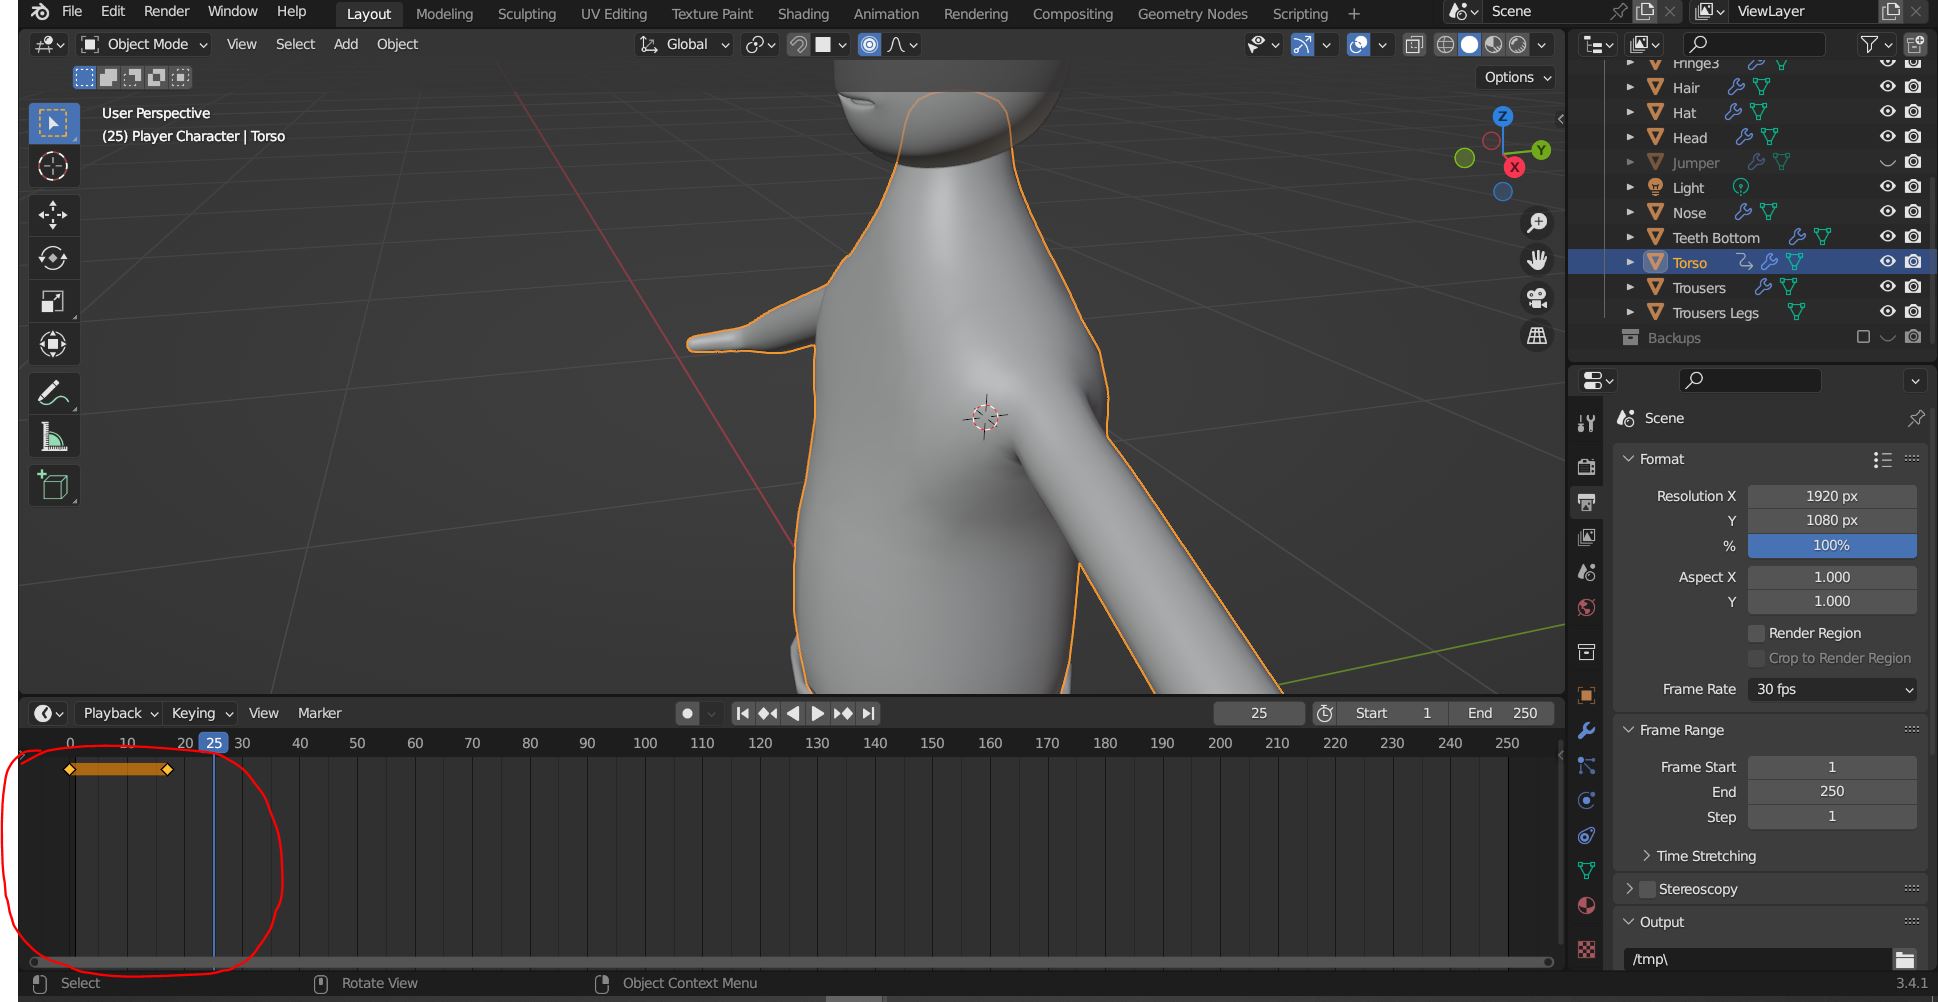 File Edit Render Window Help Layout Modeling Sculpting UV Editing Texture Paint Shading Animation Rendering Compositing Geometry Nodes Scripting + Scene ViewLayer
Object Mode View Select Add Object Global
Options
User Perspective
(25) Player Character | Torso
Z
Y
X
Fringe3
Hair
Hat
Head
Jumper
Light
Nose
Teeth Bottom
Torso
Trousers
Trousers Legs
Backups
Scene
Format
Resolution X 1920 px
Y 1080 px
% 100%
Aspect X 1.000
Y 1.000
Render Region
Crop to Render Region
Frame Rate 30 fps
Frame Range
Frame Start 1
End 250
Step 1
Time Stretching
Stereoscopy
Output
/tmp\
Playback Keying View Marker 25 Start 1 End 250
0 10 20 25 30 40 50 60 70 80 90 100 110 120 130 140 150 160 170 180 190 200 210 220 230 240 250
Select Rotate View Object Context Menu 3.4.1